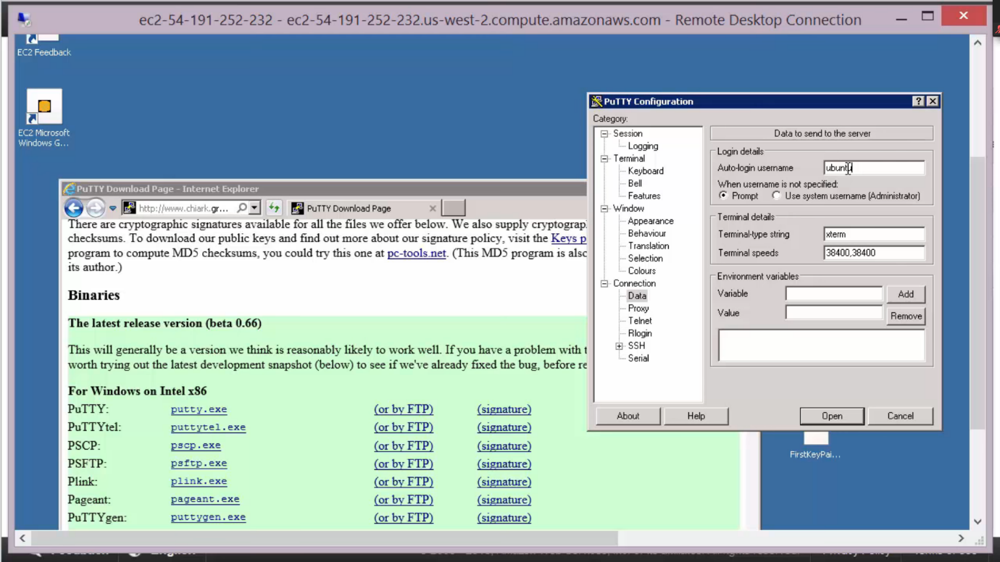 ec2-54-191-252-232 - ec2-54-191-252-232.us-west-2.compute.amazonaws.com - Remote Desktop Connection
EC2 Feedback
EC2 Microsoft
Windows G...
PuTTY Download Page - Internet Explorer
http://www.chiark.gr
PuTTY Download Page
There are cryptographic signatures available for all the files we offer below. We also supply cryptograp
checksums. To download our public keys and find out more about our signature policy, visit the Keys p
program to compute MD5 checksums, you could try this one at pc-tools.net. (This MD5 program is also
its author.)
Binaries
The latest release version (beta 0.66)
This will generally be a version we think is reasonably likely to work well. If you have a problem with t
worth trying out the latest development snapshot (below) to see if we've already fixed the bug, before re
For Windows on Intel x86
PuTTY: putty.exe (or by FTP) (signature)
PuTTYtel: puttytel.exe (or by FTP) (signature)
PSCP: pscp.exe (or by FTP) (signature)
PSFTP: psftp.exe (or by FTP) (signature)
Plink: plink.exe (or by FTP) (signature)
Pageant: pageant.exe (or by FTP) (signature)
PuTTYgen: puttygen.exe (or by FTP) (signature)
PuTTY Configuration
Category:
Session
Logging
Terminal
Keyboard
Bell
Features
Window
Appearance
Behaviour
Translation
Selection
Colours
Connection
Data
Proxy
Telnet
Rlogin
SSH
Serial
Data to send to the server
Login details
Auto-login username ubuntu
When username is not specified:
Prompt Use system username (Administrator)
Terminal details
Terminal-type string xterm
Terminal speeds 38400,38400
Environment variables
Variable Add
Value Remove
About Help Open Cancel
FirstKeyPai...